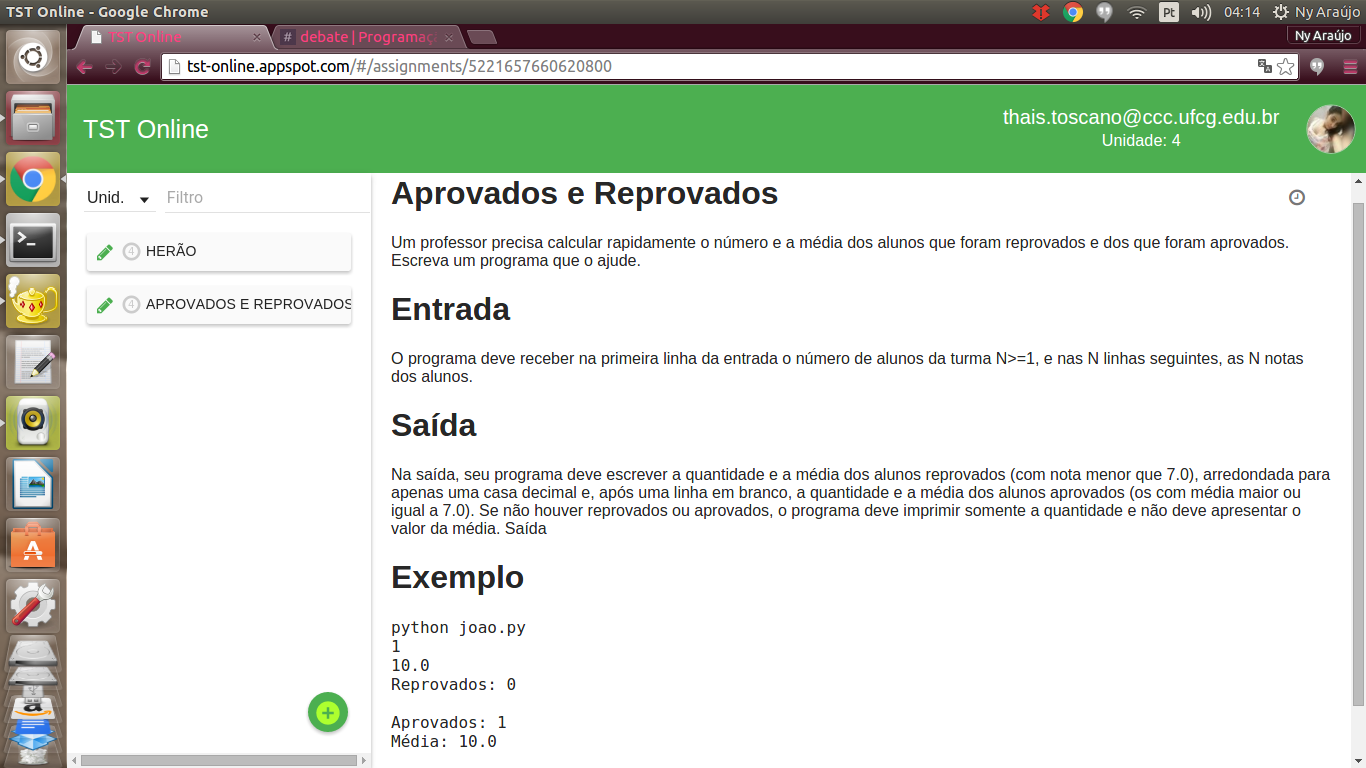 TST Online - Google Chrome
Pt
04:14
Ny Araújo
TST Online
# debate | Programaç
Ny Araújo
tst-online.appspot.com/#/assignments/5221657660620800
TST Online
thais.toscano@ccc.ufcg.edu.br
Unidade: 4
Unid.
Filtro
4 HERÃO
4 APROVADOS E REPROVADOS
Aprovados e Reprovados
Um professor precisa calcular rapidamente o número e a média dos alunos que foram reprovados e dos que foram aprovados.
Escreva um programa que o ajude.
Entrada
O programa deve receber na primeira linha da entrada o número de alunos da turma N>=1, e nas N linhas seguintes, as N notas
dos alunos.
Saída
Na saída, seu programa deve escrever a quantidade e a média dos alunos reprovados (com nota menor que 7.0), arredondada para
apenas uma casa decimal e, após uma linha em branco, a quantidade e a média dos alunos aprovados (os com média maior ou
igual a 7.0). Se não houver reprovados ou aprovados, o programa deve imprimir somente a quantidade e não deve apresentar o
valor da média. Saída
Exemplo
python joao.py
1
10.0
Reprovados: 0
Aprovados: 1
Média: 10.0